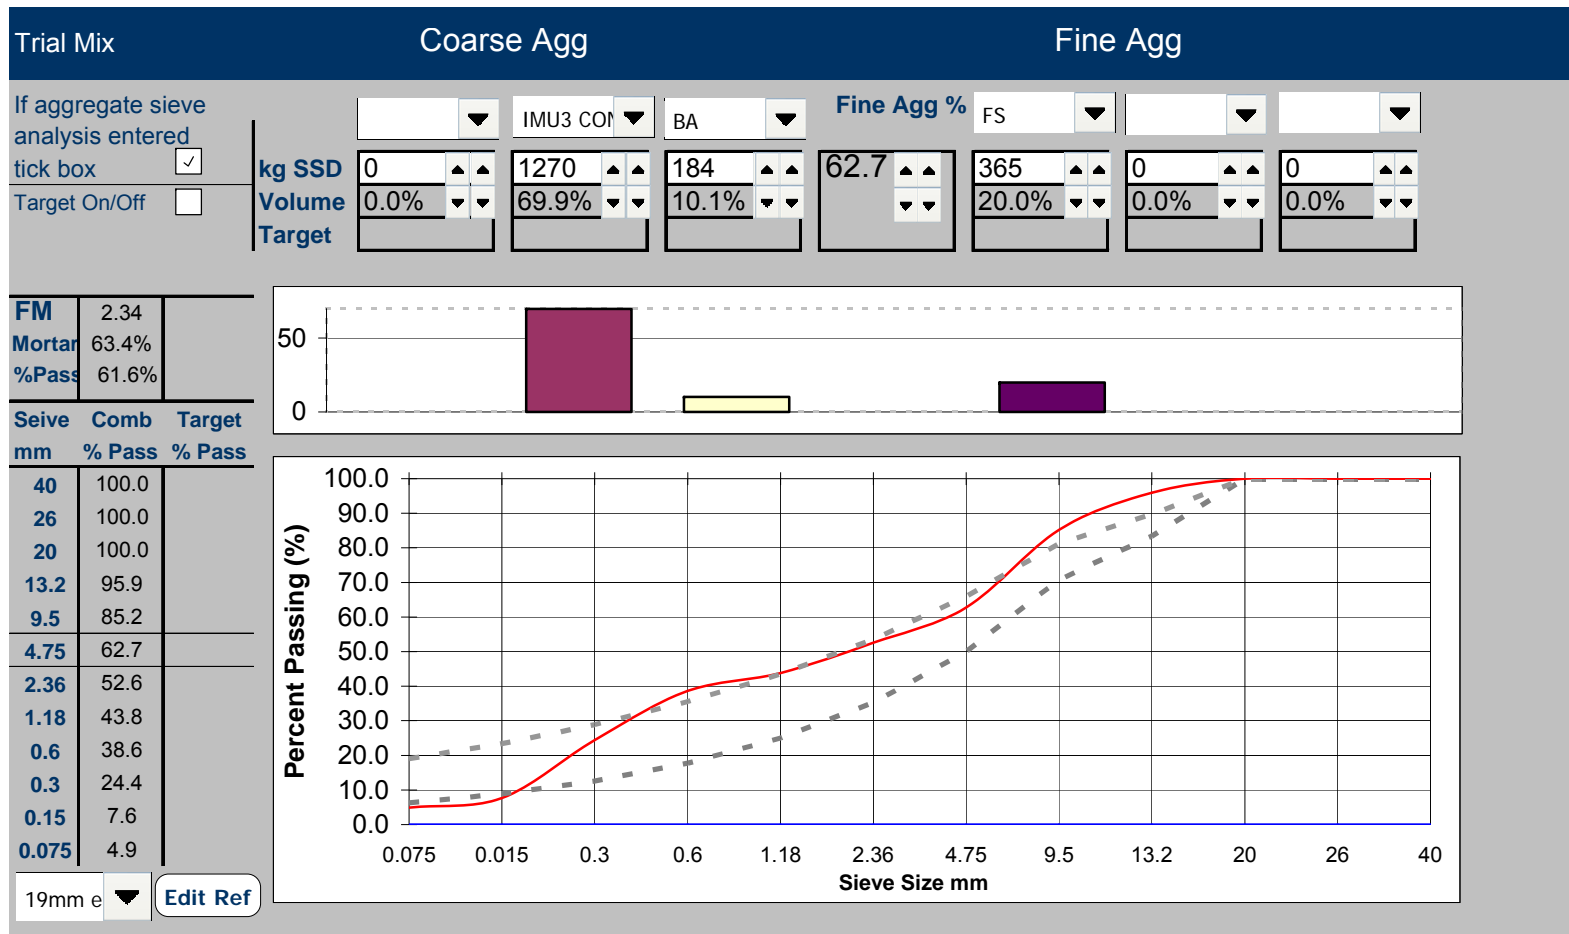 Trial Mix Coarse Agg Fine Agg
If aggregate sieve
analysis entered
tick box
Target On/Off
IMU3 CON BA Fine Agg % FS
kg SSD 0 1270 184 62.7 365 0 0
Volume 0.0% 69.9% 10.1% 20.0% 0.0% 0.0%
Target
FM 2.34
Mortar 63.4%
%Pass 61.6%
Seive Comb Target
mm % Pass % Pass
40 100.0
26 100.0
20 100.0
13.2 95.9
9.5 85.2
4.75 62.7
2.36 52.6
1.18 43.8
0.6 38.6
0.3 24.4
0.15 7.6
0.075 4.9
19mm e Edit Ref
50
0
Percent Passing (%)
100.0
90.0
80.0
70.0
60.0
50.0
40.0
30.0
20.0
10.0
0.0
0.075 0.015 0.3 0.6 1.18 2.36 4.75 9.5 13.2 20 26 40
Sieve Size mm